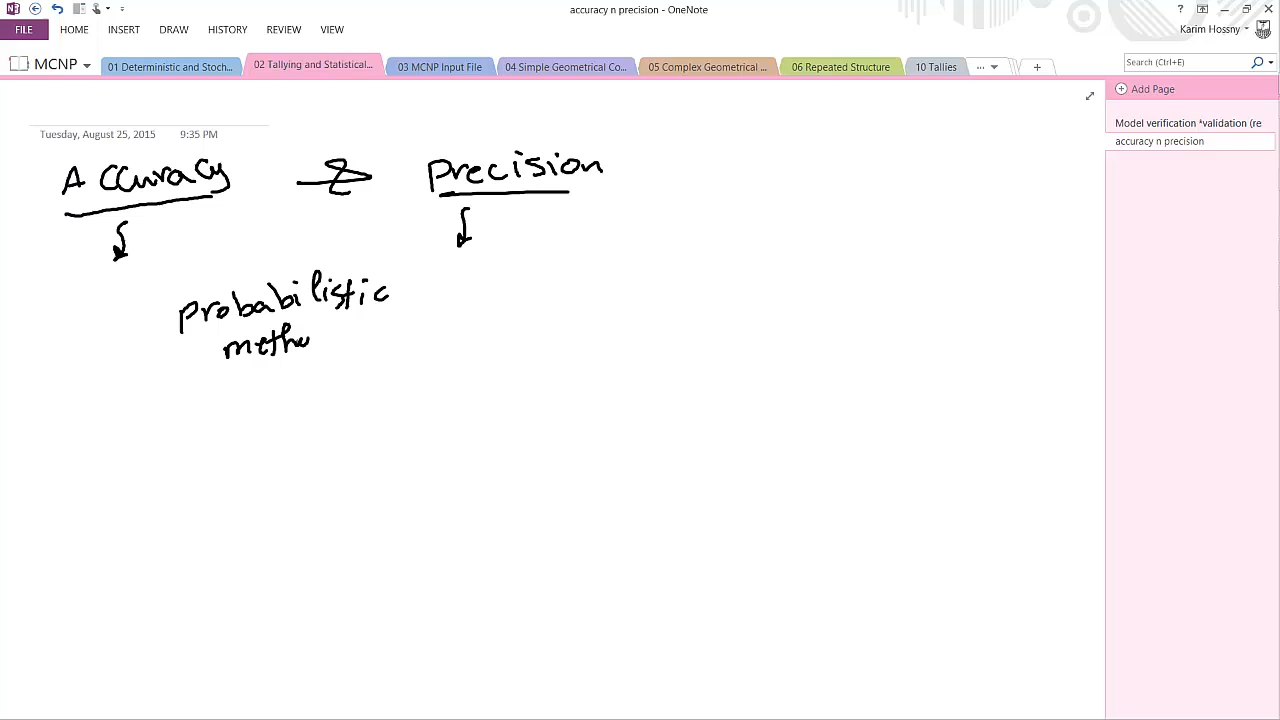 accuracy n precision - OneNote
?
FILE HOME INSERT DRAW HISTORY REVIEW VIEW
Karim Hossny
MCNP
01 Deterministic and Stoch...
02 Tallying and Statistical...
03 MCNP Input File
04 Simple Geometrical Co...
05 Complex Geometrical ...
06 Repeated Structure
10 Tallies
...
+
Search (Ctrl+E)
Add Page
Model verification *validation (re
accuracy n precision
Tuesday, August 25, 2015 9:35 PM
Accuracy Precision
probabilistic
metho